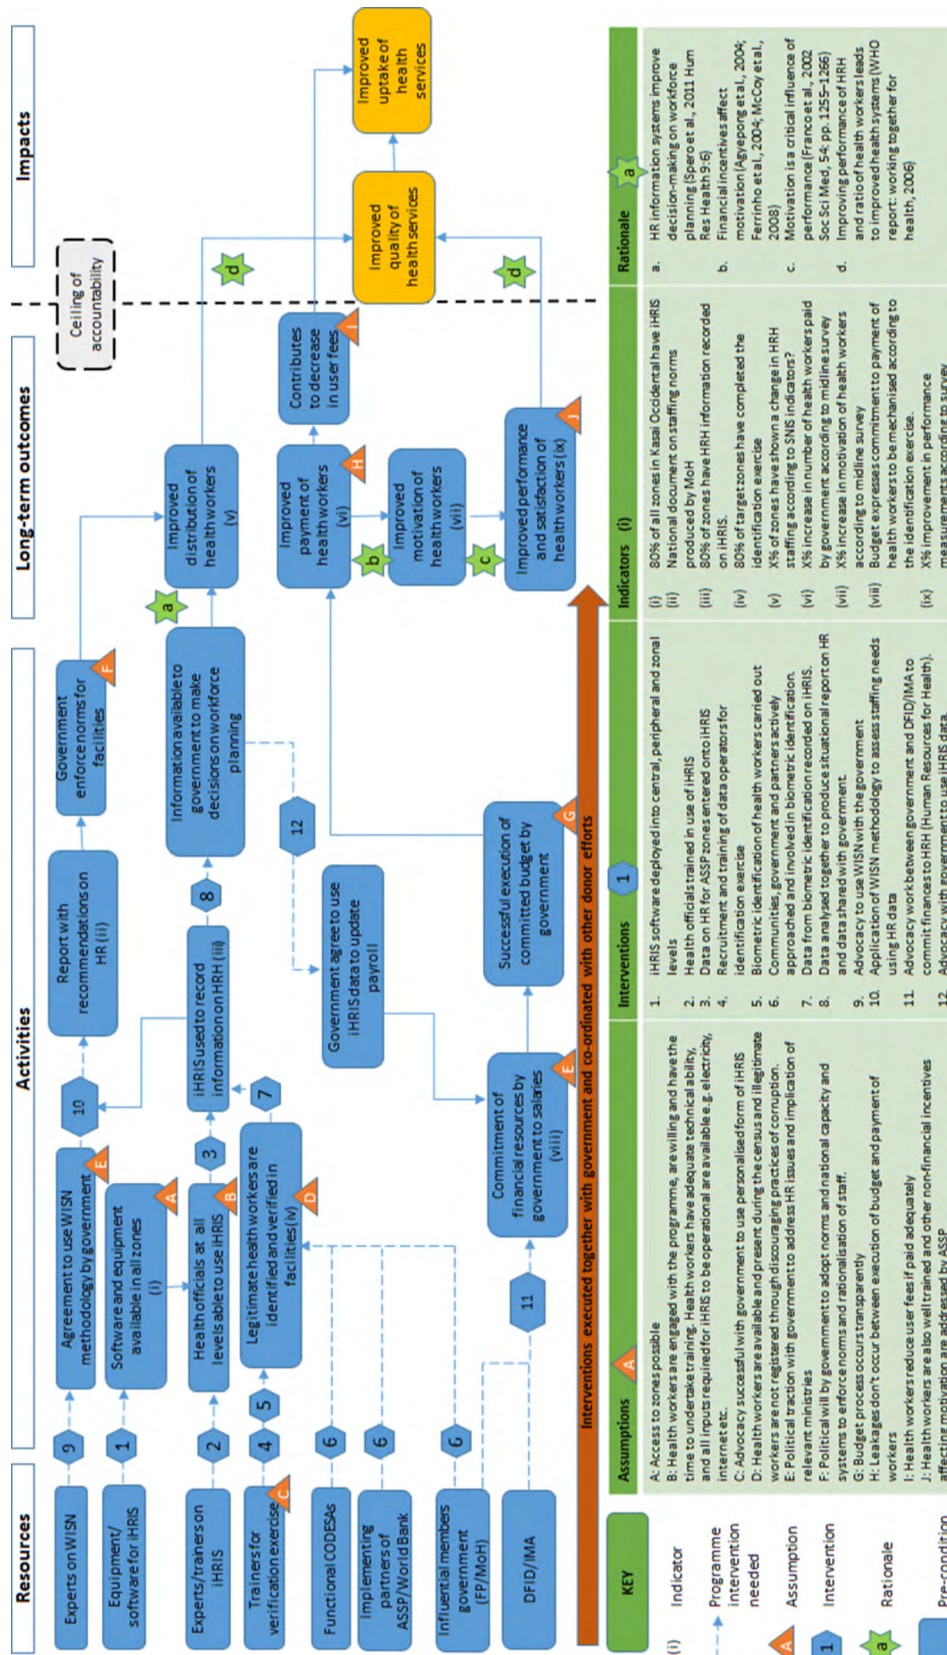 Resources
Activities
Long-term outcomes
Impacts
Ceiling of
accountability
Experts on WISN
Equipment/
software for iHRIS
Experts/trainers on
iHRIS
Trainers for
verification exercise
C
Functional CODESAs
Implementing
partners of
ASSP/World Bank
Influential members
government
(FP/MoH)
DFID/IMA
9
1
2
4
5
6
6
6
Agreement to use WISN
methodology by government
E
Software and equipment
available in all zones
(i)
A
Health officials at all
levels able to use iHRIS
B
Legitimate health workers are
identified and verified in
facilities (iv)
D
10
3
7
11
Report with
recommendations on
HR (ii)
iHRIS used to record
information on HRH (iii)
8
Government agree to use
iHRIS data to update
payroll
Commitment of
financial resources by
government to salaries
(viii)
E
Government
enforce norms for
facilities
F
Information available to
government to make
decisions on workforce
planning
12
Successful execution of
committed budget by
government
G
a
Improved
distribution of
health workers
(v)
Improved
payment of
health workers
(vi)
H
b
Improved
motivation of
health workers
(vii)
c
Improved performance
and satisfaction of
health workers (ix)
J
Contributes
to decrease
in user fees
I
d
d
Improved
quality of
health services
Improved
uptake of
health
services
Interventions executed together with government and co-ordinated with other donor efforts
KEY
(i) Indicator
Programme
intervention
needed
A Assumption
1 Intervention
a Rationale
Pre-condition
Assumptions A
A: Access to zones possible
B: Health workers are engaged with the programme, are willing and have the
time to undertake training. Health workers have adequate technical ability,
and all inputs required for iHRIS to be operational are available e.g. electricity,
internet etc.
C: Advocacy successful with government to use personalised form of iHRIS
D: Health workers are available and present during the census and illegitimate
workers are not registered through discouraging practices of corruption.
E: Political traction with government to address HR issues and implication of
relevant ministries
F: Political will by government to adopt norms and national capacity and
systems to enforce norms and rationalisation of staff.
G: Budget process occurs transparently
H: Leakages don't occur between execution of budget and payment of
workers
I: Health workers reduce user fees if paid adequately
J: Health workers are also well trained and other non-financial incentives
affecting motivation are addressed by ASSP
Interventions 1
1. iHRIS software deployed into central, peripheral and zonal
levels
2. Health officials trained in use of iHRIS
3. Data on HR for ASSP zones entered onto iHRIS
4. Recruitment and training of data operators for
identification exercise
5. Biometric identification of health workers carried out
6. Communities, government and partners actively
approached and involved in biometric identification.
7. Data from biometric identification recorded on iHRIS.
8. Data analysed together to produce situational report on HR
and data shared with government.
9. Advocacy to use WISN with the government
10. Application of WISN methodology to assess staffing needs
using HR data
11. Advocacy work between government and DFID/IMA to
commit finances to HRH (Human Resources for Health).
12. Advocacy with government to use iHRIS data
Indicators (i)
(i) 80% of all zones in Kasai Occidental have iHRIS
(ii) National document on staffing norms
produced by MoH
(iii) 80% of zones have HRH information recorded
on iHRIS.
(iv) 80% of target zones have completed the
identification exercise
(v) X% of zones have shown a change in HRH
staffing according to SNIS indicators?
(vi) X% increase in number of health workers paid
by government according to midline survey
(vii) X% increase in motivation of health workers
according to midline survey
(viii) Budget expresses commitment to payment of
health workers to be mechanised according to
the identification exercise.
(ix) X% improvement in performance
measurements according to survey
Rationale a
a. HR information systems improve
decision-making on workforce
planning (Spero et al., 2011 Hum
Res Health 9:6)
b. Financial incentives affect
motivation (Agyepong et al., 2004;
Ferrinho et al., 2004; McCoy et al.,
2008)
c. Motivation is a critical influence of
performance (Franco et al., 2002
Soc Sci Med, 54; pp. 1255–1266)
d. Improving performance of HRH
and ratio of health workers leads
to improved health systems (WHO
report: working together for
health, 2006)